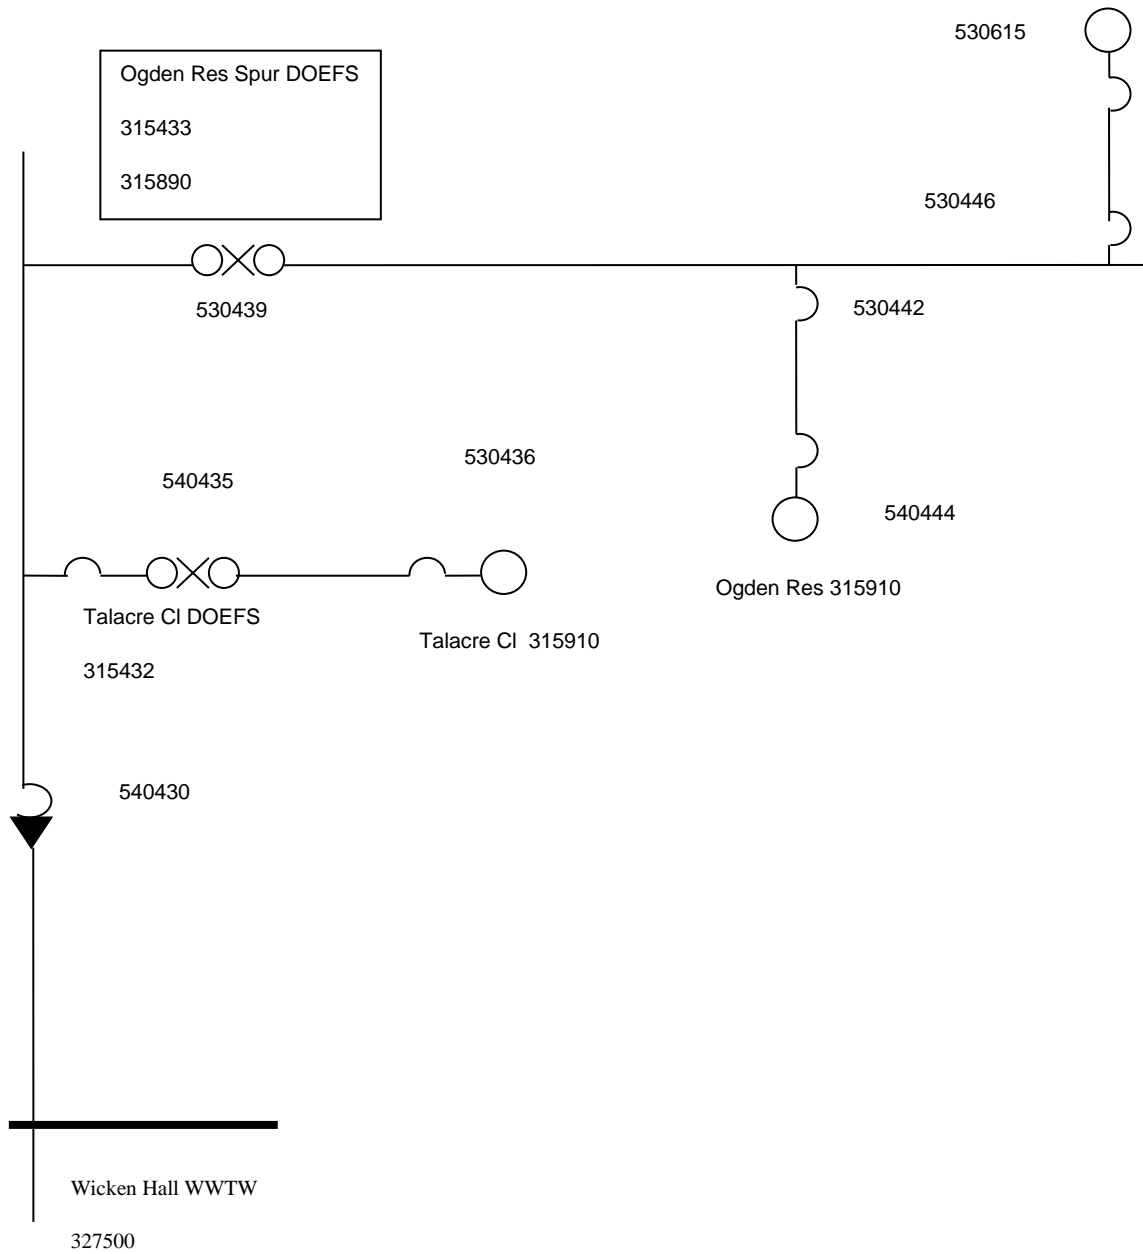 530615
Ogden Res Spur DOEFS
315433
315890
530446
530439
530442
530436
540435
540444
Talacre Cl DOEFS
315432
Ogden Res 315910
Talacre Cl  315910
540430
Wicken Hall WWTW
327500